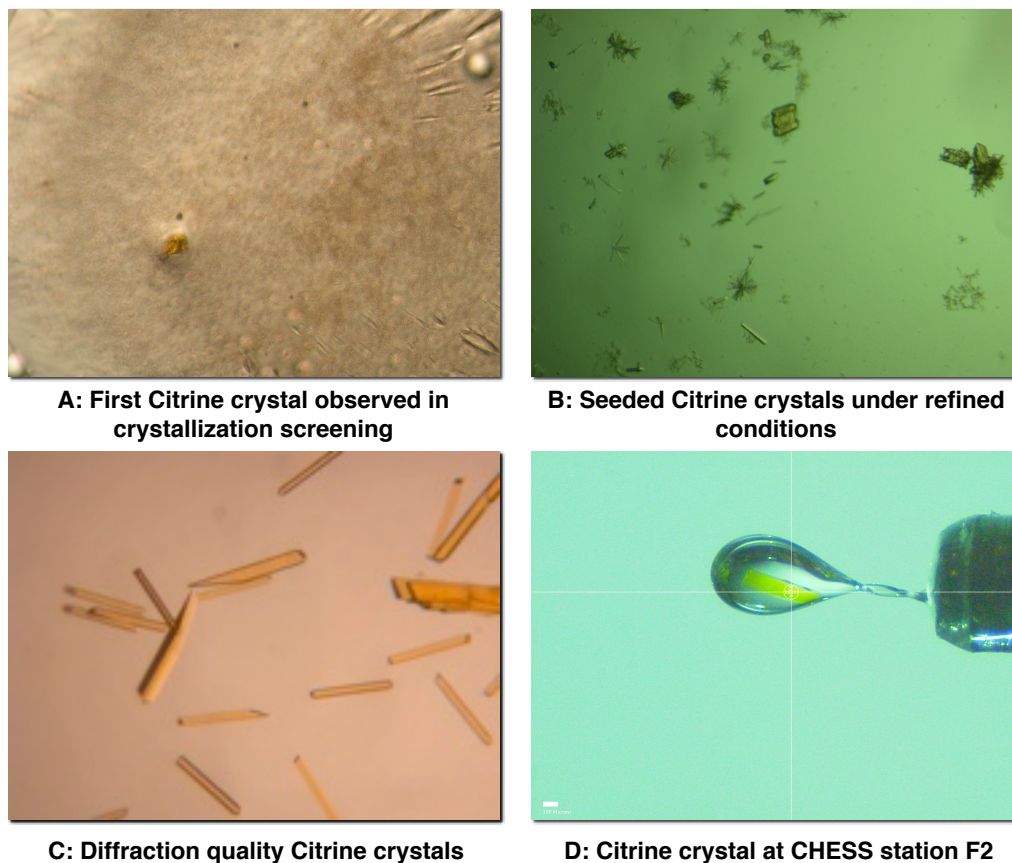 A: First Citrine crystal observed in
crystallization screening
B: Seeded Citrine crystals under refined
conditions
C: Diffraction quality Citrine crystals
D: Citrine crystal at CHESS station F2